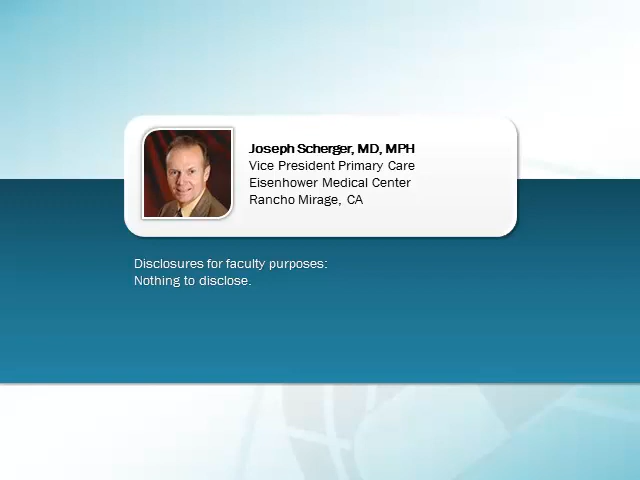 Joseph Scherger, MD, MPH
Vice President Primary Care
Eisenhower Medical Center
Rancho Mirage, CA
Disclosures for faculty purposes:
Nothing to disclose.